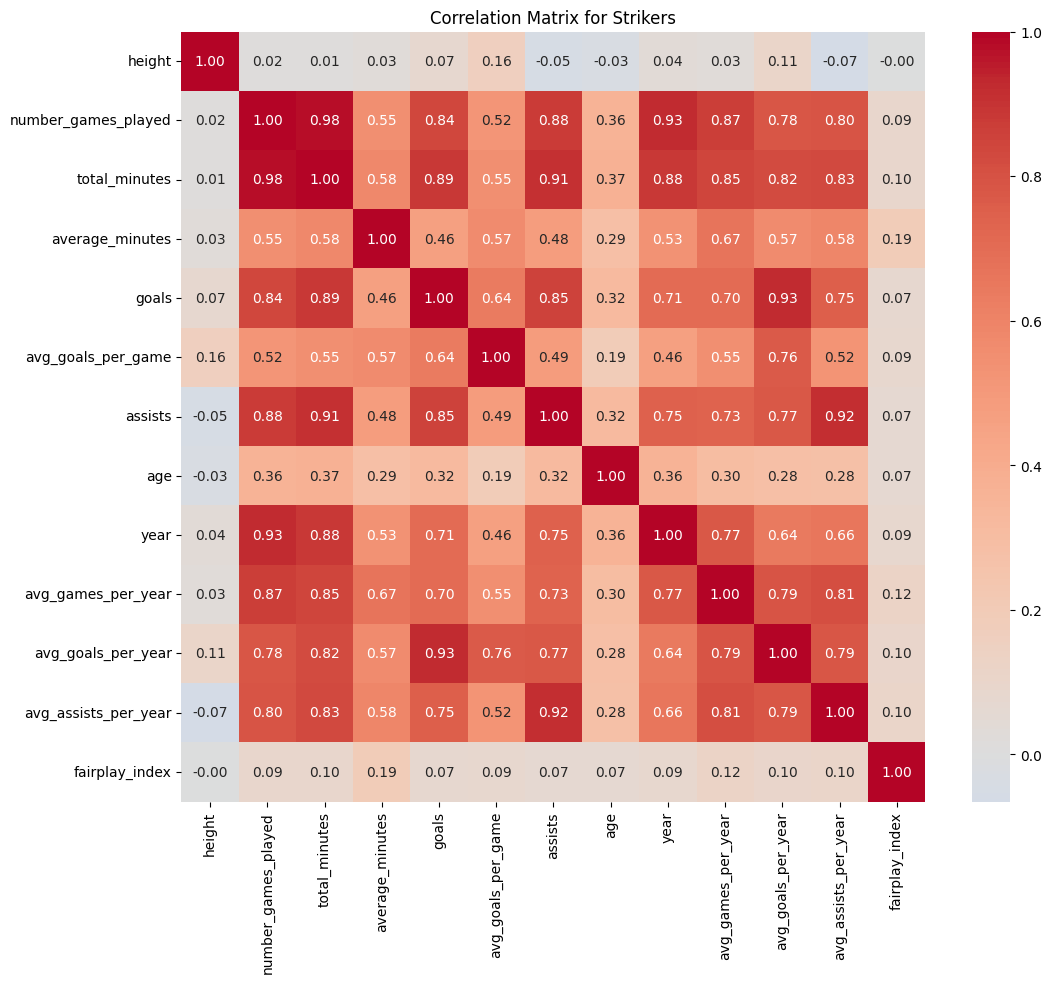 Correlation Matrix for Strikers
height 1.00 0.02 0.01 0.03 0.07 0.16 -0.05 -0.03 0.04 0.03 0.11 -0.07 -0.00
number_games_played 0.02 1.00 0.98 0.55 0.84 0.52 0.88 0.36 0.93 0.87 0.78 0.80 0.09
total_minutes 0.01 0.98 1.00 0.58 0.89 0.55 0.91 0.37 0.88 0.85 0.82 0.83 0.10
average_minutes 0.03 0.55 0.58 1.00 0.46 0.57 0.48 0.29 0.53 0.67 0.57 0.58 0.19
goals 0.07 0.84 0.89 0.46 1.00 0.64 0.85 0.32 0.71 0.70 0.93 0.75 0.07
avg_goals_per_game 0.16 0.52 0.55 0.57 0.64 1.00 0.49 0.19 0.46 0.55 0.76 0.52 0.09
assists -0.05 0.88 0.91 0.48 0.85 0.49 1.00 0.32 0.75 0.73 0.77 0.92 0.07
age -0.03 0.36 0.37 0.29 0.32 0.19 0.32 1.00 0.36 0.30 0.28 0.28 0.07
year 0.04 0.93 0.88 0.53 0.71 0.46 0.75 0.36 1.00 0.77 0.64 0.66 0.09
avg_games_per_year 0.03 0.87 0.85 0.67 0.70 0.55 0.73 0.30 0.77 1.00 0.79 0.81 0.12
avg_goals_per_year 0.11 0.78 0.82 0.57 0.93 0.76 0.77 0.28 0.64 0.79 1.00 0.79 0.10
avg_assists_per_year -0.07 0.80 0.83 0.58 0.75 0.52 0.92 0.28 0.66 0.81 0.79 1.00 0.10
fairplay_index -0.00 0.09 0.10 0.19 0.07 0.09 0.07 0.07 0.09 0.12 0.10 0.10 1.00
height
number_games_played
total_minutes
average_minutes
goals
avg_goals_per_game
assists
age
year
avg_games_per_year
avg_goals_per_year
avg_assists_per_year
fairplay_index
1.0
0.8
0.6
0.4
0.2
0.0